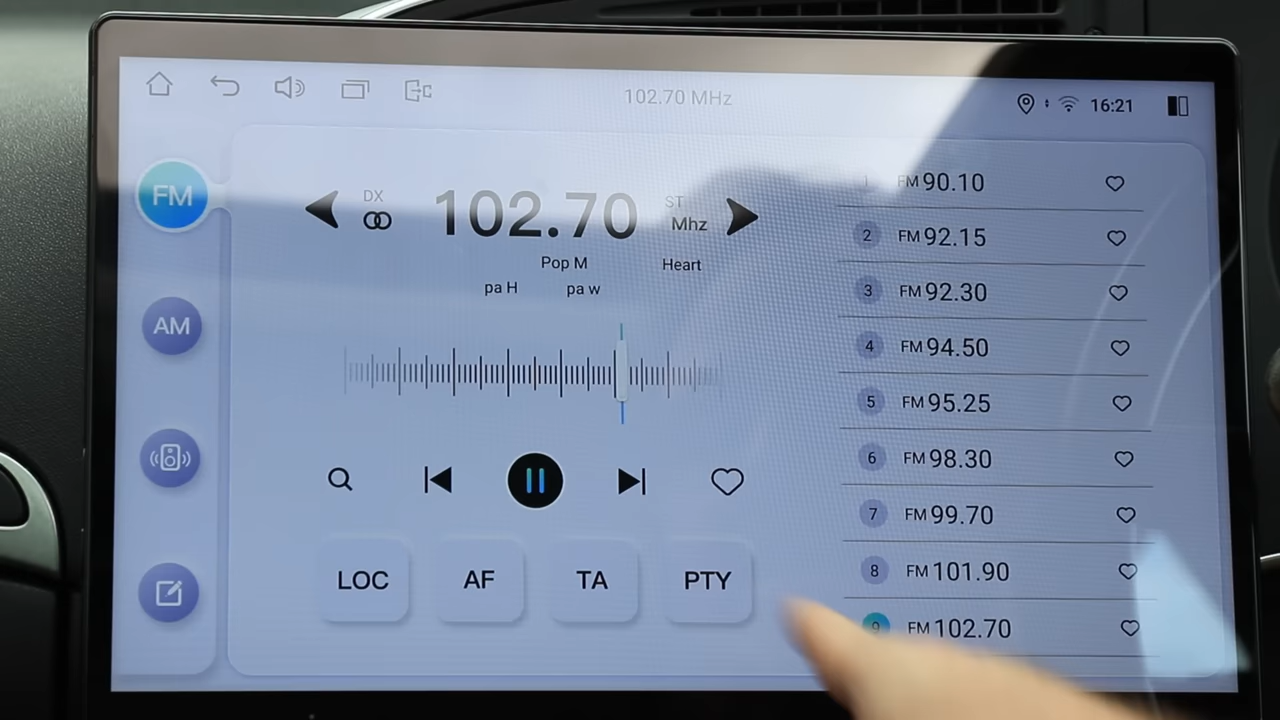 102.70 MHz
16:21
FM
AM
DX
102.70
ST
Mhz
Pop M
Heart
pa H
pa w
LOC
AF
TA
PTY
1 FM 90.10
2 FM 92.15
3 FM 92.30
4 FM 94.50
5 FM 95.25
6 FM 98.30
7 FM 99.70
8 FM 101.90
9 FM 102.70